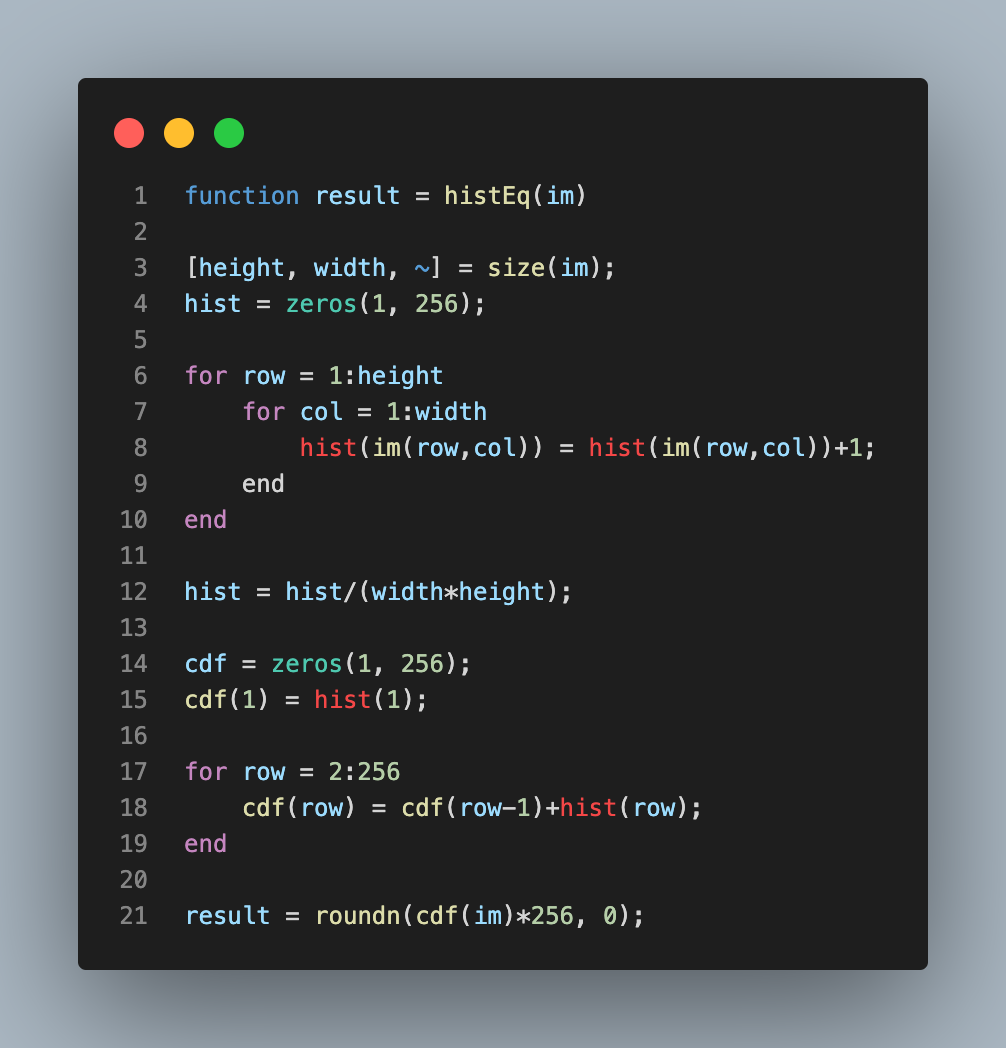 1 function result = histEq(im)
2
3 [height, width, ~] = size(im);
4 hist = zeros(1, 256);
5
6 for row = 1:height
7     for col = 1:width
8         hist(im(row,col)) = hist(im(row,col))+1;
9     end
10 end
11
12 hist = hist/(width*height);
13
14 cdf = zeros(1, 256);
15 cdf(1) = hist(1);
16
17 for row = 2:256
18     cdf(row) = cdf(row-1)+hist(row);
19 end
20
21 result = roundn(cdf(im)*256, 0);